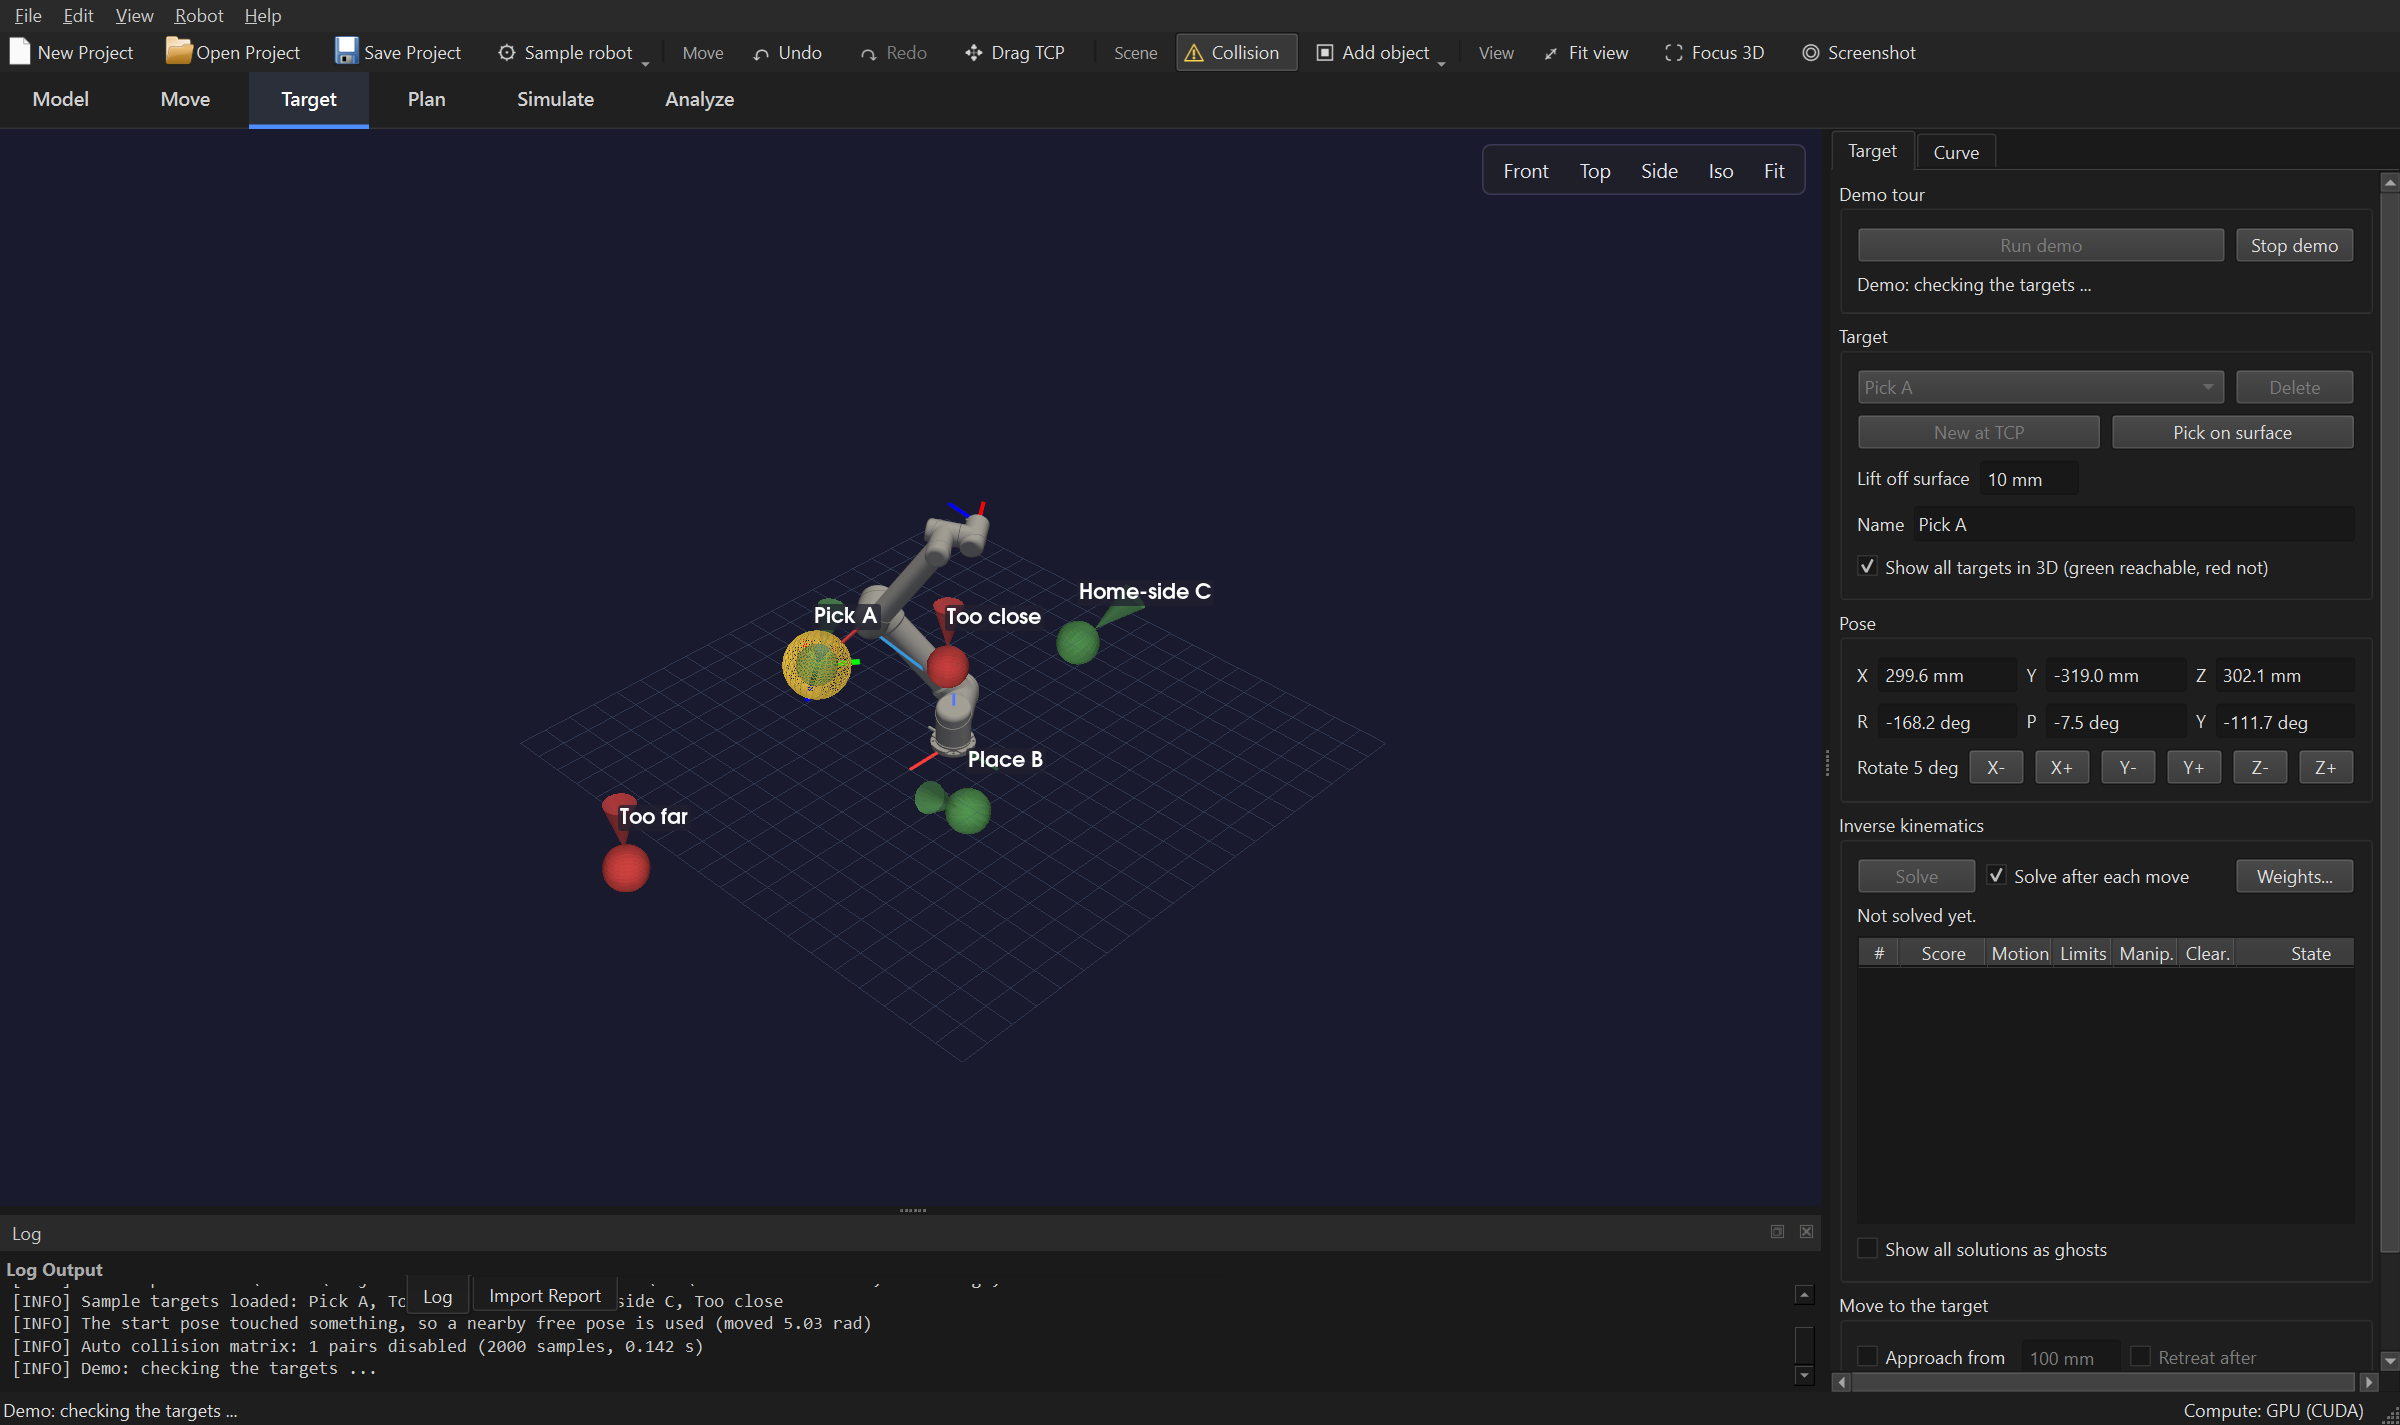 File Edit View Robot Help
New Project Open Project Save Project Sample robot Move Undo Redo Drag TCP Scene Collision Add object View Fit view Focus 3D Screenshot
Model Move Target Plan Simulate Analyze
Front Top Side Iso Fit
Pick A
Too close
Home-side C
Place B
Too far
Target Curve
Demo tour
Run demo Stop demo
Demo: checking the targets ...
Target
Pick A Delete
New at TCP Pick on surface
Lift off surface 10 mm
Name Pick A
Show all targets in 3D (green reachable, red not)
Pose
X 299.6 mm Y -319.0 mm Z 302.1 mm
R -168.2 deg P -7.5 deg Y -111.7 deg
Rotate 5 deg X- X+ Y- Y+ Z- Z+
Inverse kinematics
Solve Solve after each move Weights...
Not solved yet.
# Score Motion Limits Manip. Clear. State
Show all solutions as ghosts
Move to the target
Approach from 100 mm Retreat after
Log
Log Output
[INFO] Sample targets loaded: Pick A, side C, Too close
Log Import Report
[INFO] The start pose touched something, so a nearby free pose is used (moved 5.03 rad)
[INFO] Auto collision matrix: 1 pairs disabled (2000 samples, 0.142 s)
[INFO] Demo: checking the targets ...
Demo: checking the targets ... Compute: GPU (CUDA)